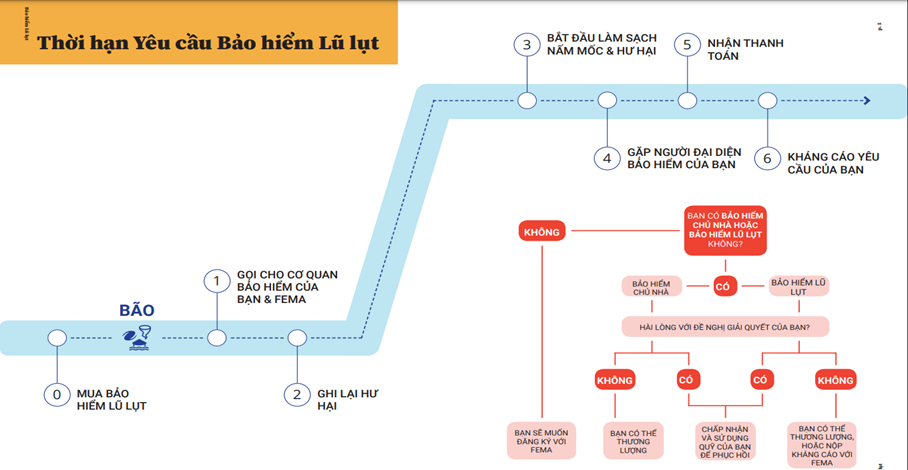 Bảo hiểm Lũ lụt
Thời hạn Yêu cầu Bảo hiểm Lũ lụt
BÃO
0
MUA BẢO
HIỂM LŨ LỤT
1
GỌI CHO CƠ QUAN
BẢO HIỂM CỦA
BẠN & FEMA
2
GHI LẠI HƯ
HẠI
3
BẮT ĐẦU LÀM SẠCH
NẤM MỐC & HƯ HẠI
4
GẶP NGƯỜI ĐẠI DIỆN
BẢO HIỂM CỦA BẠN
5
NHẬN THANH
TOÁN
6
KHÁNG CÁO YÊU
CẦU CỦA BẠN
BẠN CÓ BẢO HIỂM
CHỦ NHÀ HOẶC
BẢO HIỂM LŨ LỤT
KHÔNG?
KHÔNG
BẢO HIỂM
CHỦ NHÀ
CÓ
BẢO HIỂM LŨ
LỤT
HÀI LÒNG VỚI ĐỀ NGHỊ GIẢI QUYẾT CỦA BẠN?
KHÔNG
CÓ
CÓ
KHÔNG
BẠN SẼ MUỐN
ĐĂNG KÝ VỚI
FEMA
BẠN CÓ THỂ
THƯƠNG
LƯỢNG
CHẤP NHẬN
VÀ SỬ DỤNG
QUỸ CỦA BẠN
ĐỂ PHỤC HỒI
BẠN CÓ THỂ
THƯƠNG LƯỢNG,
HOẶC NỘP
KHÁNG CÁO VỚI
FEMA